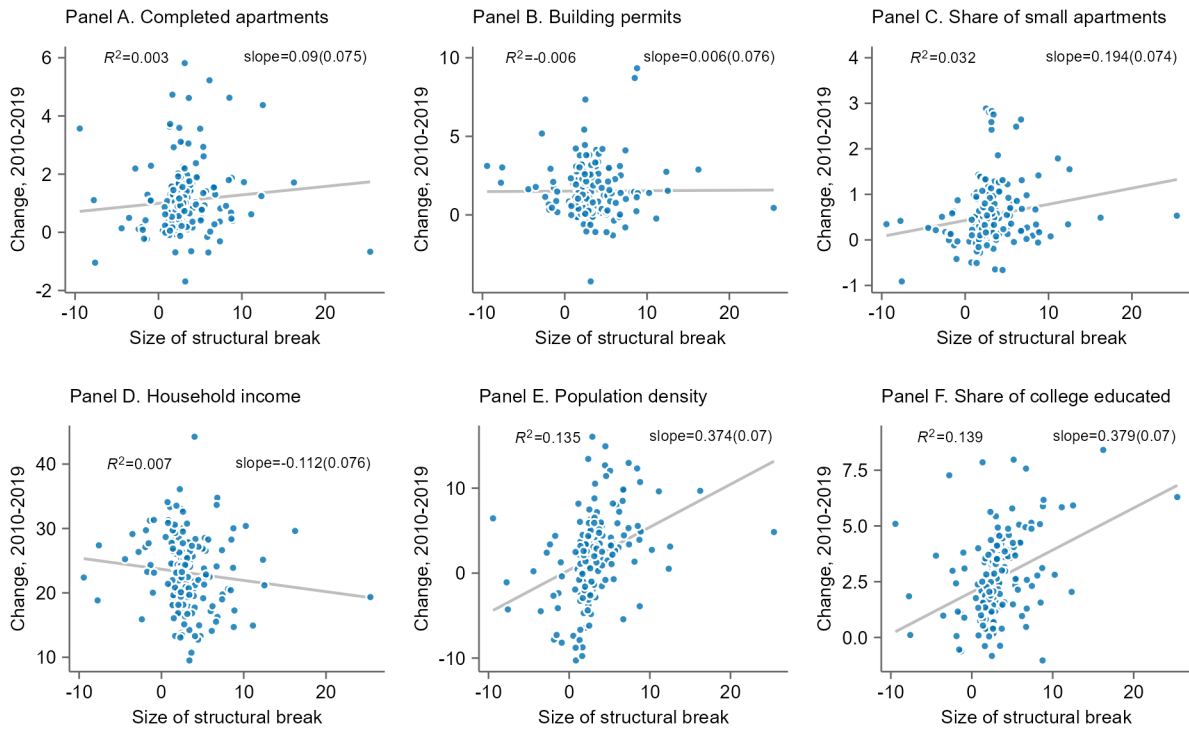 Panel A. Completed apartments
R²=0.003 slope=0.09(0.075)
Change, 2010-2019
6
4
2
0
-2
-10 0 10 20
Size of structural break
Panel B. Building permits
R²=-0.006 slope=0.006(0.076)
Change, 2010-2019
10
5
0
-10 0 10 20
Size of structural break
Panel C. Share of small apartments
R²=0.032 slope=0.194(0.074)
Change, 2010-2019
4
3
2
1
0
-1
-10 0 10 20
Size of structural break
Panel D. Household income
R²=0.007 slope=-0.112(0.076)
Change, 2010-2019
40
30
20
10
-10 0 10 20
Size of structural break
Panel E. Population density
R²=0.135 slope=0.374(0.07)
Change, 2010-2019
10
0
-10
-10 0 10 20
Size of structural break
Panel F. Share of college educated
R²=0.139 slope=0.379(0.07)
Change, 2010-2019
7.5
5.0
2.5
0.0
-10 0 10 20
Size of structural break